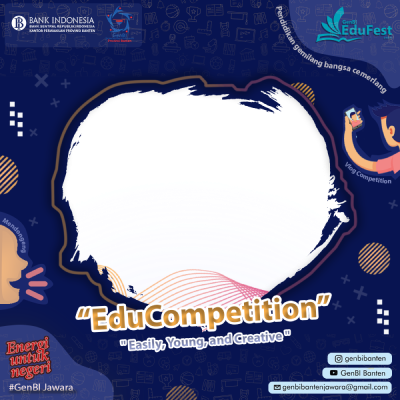 BANK INDONESIA
BANK SENTRAL REPUBLIK INDONESIA
KANTOR PERWAKILAN PROVINSI BANTEN
GenBI
EduFest
Pendidikan gemilang bangsa cemerlang
Vlog Competition
Mendongeng
"EduCompetition"
" Easily, Young, and Creative "
Energi
untuk
negeri
#GenBI Jawara
genbibanten
GenBI Banten
genbibantenjawara@gmail.com